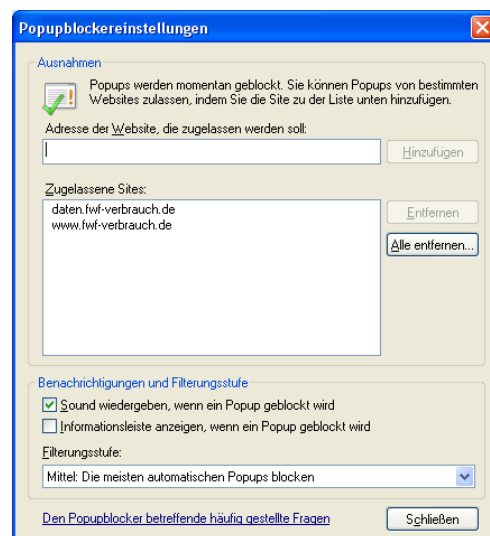 Popupblockereinstellungen
Ausnahmen
Popups werden momentan geblockt. Sie können Popups von bestimmten
Websites zulassen, indem Sie die Site zu der Liste unten hinzufügen.
Adresse der Website, die zugelassen werden soll:
Hinzufügen
Zugelassene Sites:
daten.fwf-verbrauch.de
www.fwf-verbrauch.de
Entfernen
Alle entfernen...
Benachrichtigungen und Filterungsstufe
Sound wiedergeben, wenn ein Popup geblockt wird
Informationsleiste anzeigen, wenn ein Popup geblockt wird
Filterungsstufe:
Mittel: Die meisten automatischen Popups blocken
Den Popupblocker betreffende häufig gestellte Fragen
Schließen